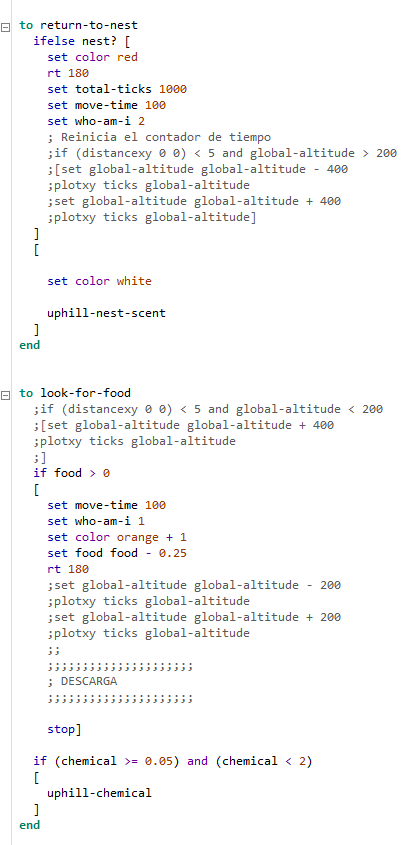 to return-to-nest
ifelse nest? [
set color red
rt 180
set total-ticks 1000
set move-time 100
set who-am-i 2
; Reinicia el contador de tiempo
;if (distancexy 0 0) < 5 and global-altitude > 200
;[set global-altitude global-altitude - 400
;plotxy ticks global-altitude
;set global-altitude global-altitude + 400
;plotxy ticks global-altitude]
]
[
set color white
uphill-nest-scent
]
end
to look-for-food
;if (distancexy 0 0) < 5 and global-altitude < 200
;[set global-altitude global-altitude + 400
;plotxy ticks global-altitude
;]
if food > 0
[
set move-time 100
set who-am-i 1
set color orange + 1
set food food - 0.25
rt 180
;set global-altitude global-altitude - 200
;plotxy ticks global-altitude
;set global-altitude global-altitude + 200
;plotxy ticks global-altitude
;;
;;;;;;;;;;;;;;;;;;;;;
; DESCARGA
;;;;;;;;;;;;;;;;;;;;;
stop]
if (chemical >= 0.05) and (chemical < 2)
[
uphill-chemical
]
end